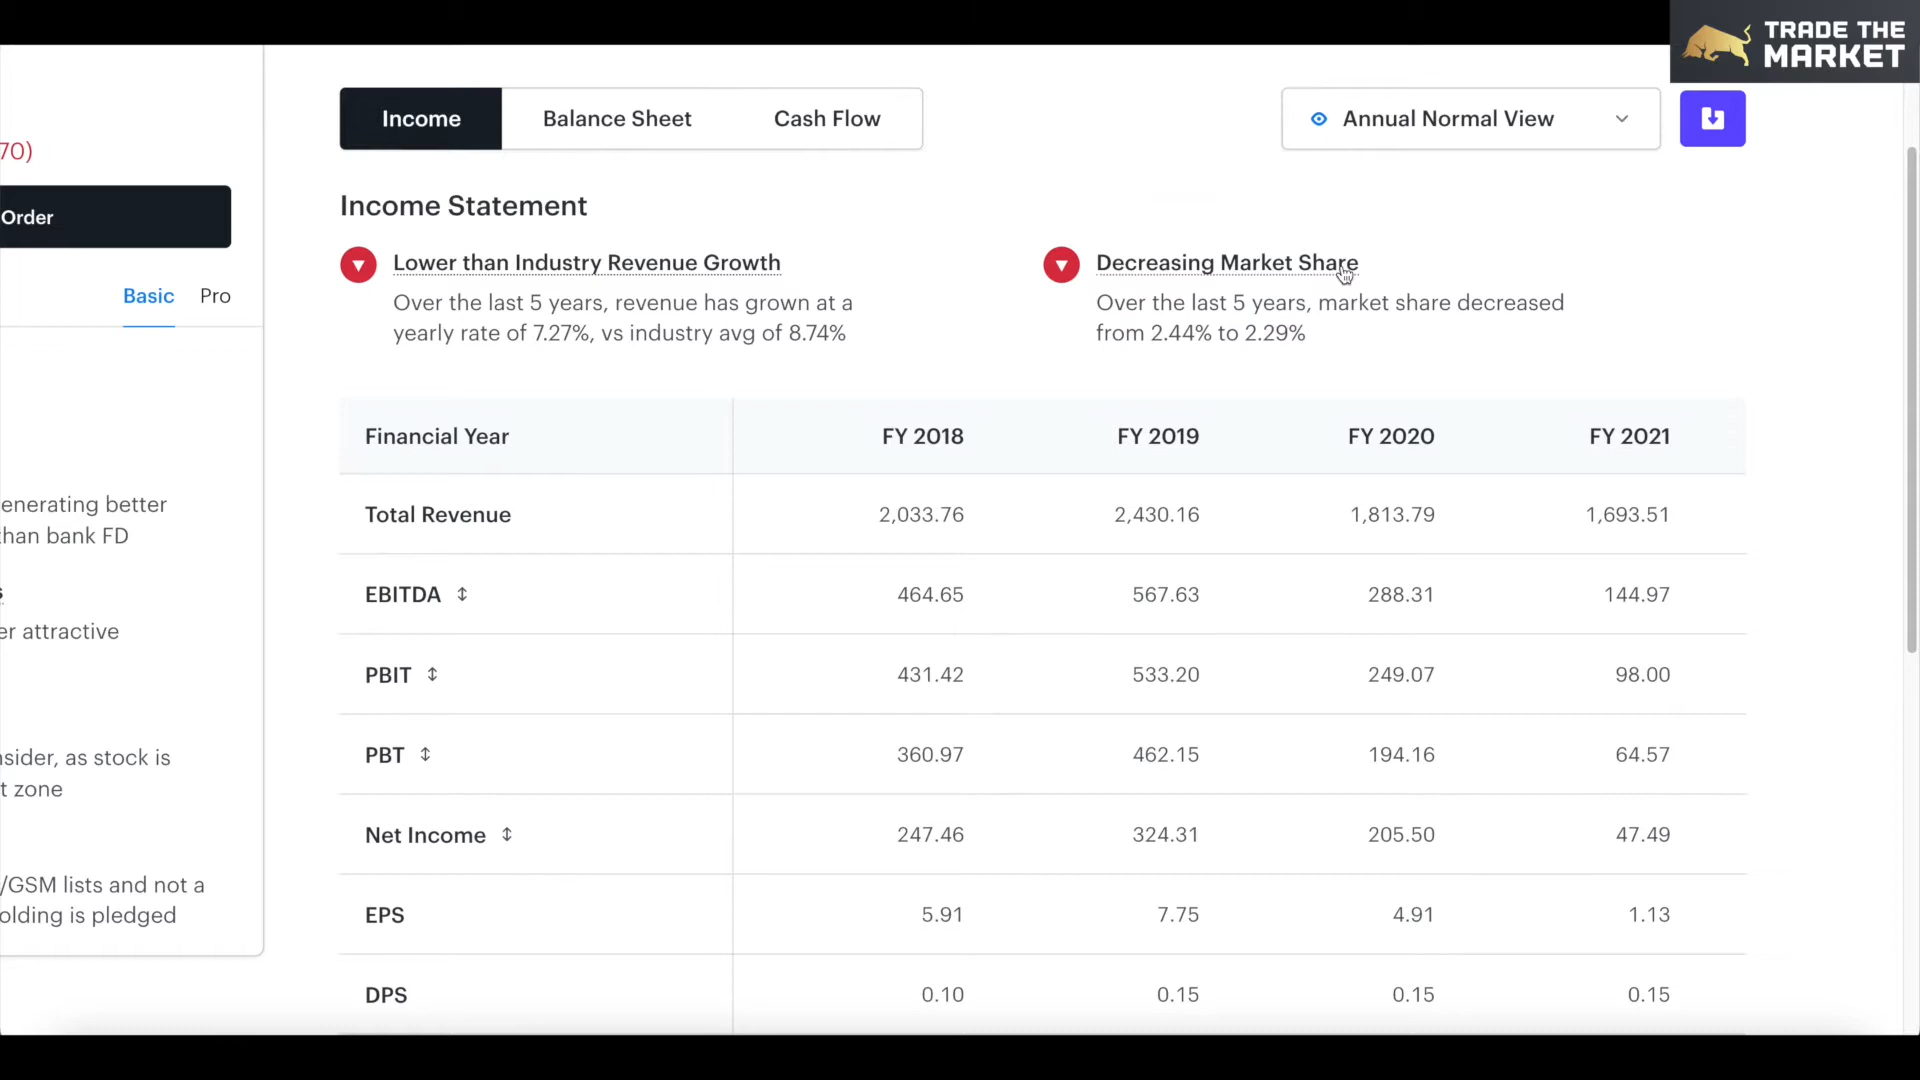 TRADE THE
MARKET
Income
Balance Sheet
Cash Flow
Annual Normal View
70)
Order
Basic
Pro
enerating better
than bank FD
er attractive
nsider, as stock is
t zone
/GSM lists and not a
olding is pledged
Income Statement
Lower than Industry Revenue Growth
Over the last 5 years, revenue has grown at a
yearly rate of 7.27%, vs industry avg of 8.74%
Decreasing Market Share
Over the last 5 years, market share decreased
from 2.44% to 2.29%
Financial Year FY 2018 FY 2019 FY 2020 FY 2021
Total Revenue 2,033.76 2,430.16 1,813.79 1,693.51
EBITDA 464.65 567.63 288.31 144.97
PBIT 431.42 533.20 249.07 98.00
PBT 360.97 462.15 194.16 64.57
Net Income 247.46 324.31 205.50 47.49
EPS 5.91 7.75 4.91 1.13
DPS 0.10 0.15 0.15 0.15